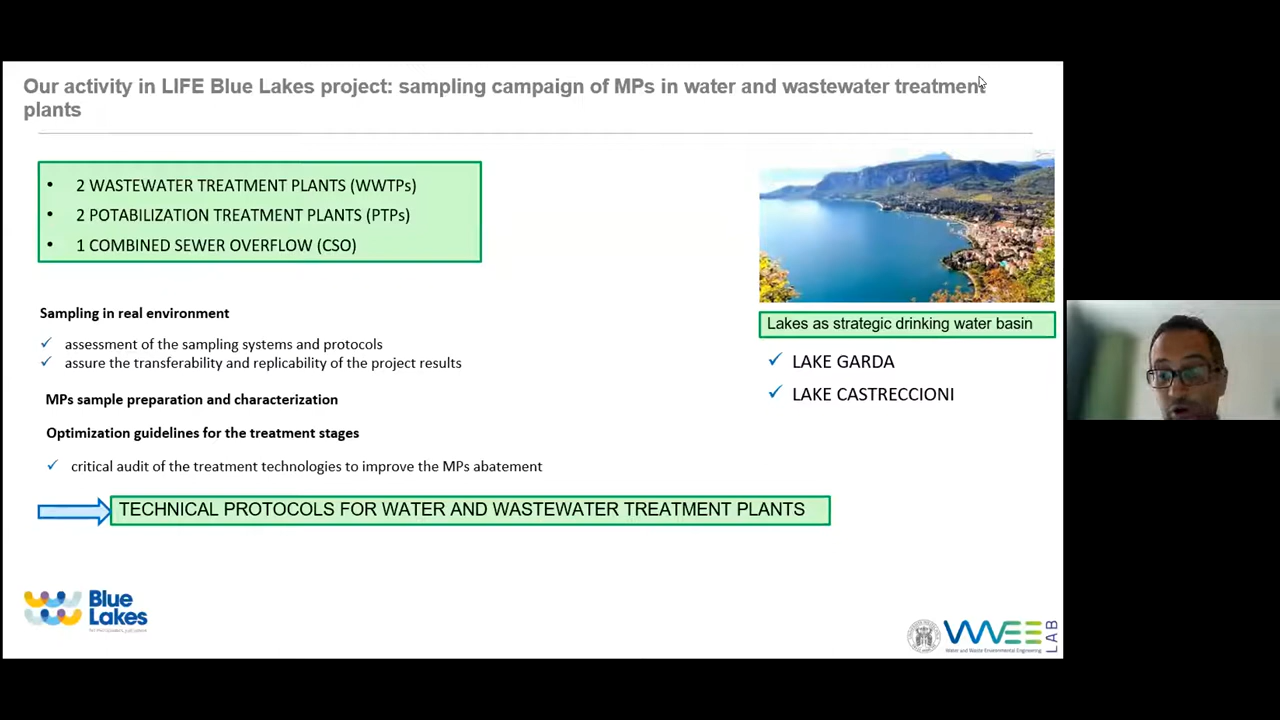 Our activity in LIFE Blue Lakes project: sampling campaign of MPs in water and wastewater treatment
plants
• 2 WASTEWATER TREATMENT PLANTS (WWTPs)
• 2 POTABILIZATION TREATMENT PLANTS (PTPs)
• 1 COMBINED SEWER OVERFLOW (CSO)
Sampling in real environment
✓ assessment of the sampling systems and protocols
✓ assure the transferability and replicability of the project results
MPs sample preparation and characterization
Optimization guidelines for the treatment stages
✓ critical audit of the treatment technologies to improve the MPs abatement
TECHNICAL PROTOCOLS FOR WATER AND WASTEWATER TREATMENT PLANTS
Lakes as strategic drinking water basin
✓ LAKE GARDA
✓ LAKE CASTRECCIONI
Blue
Lakes
WWEE
LAB
Water and Waste Environmental Engineering